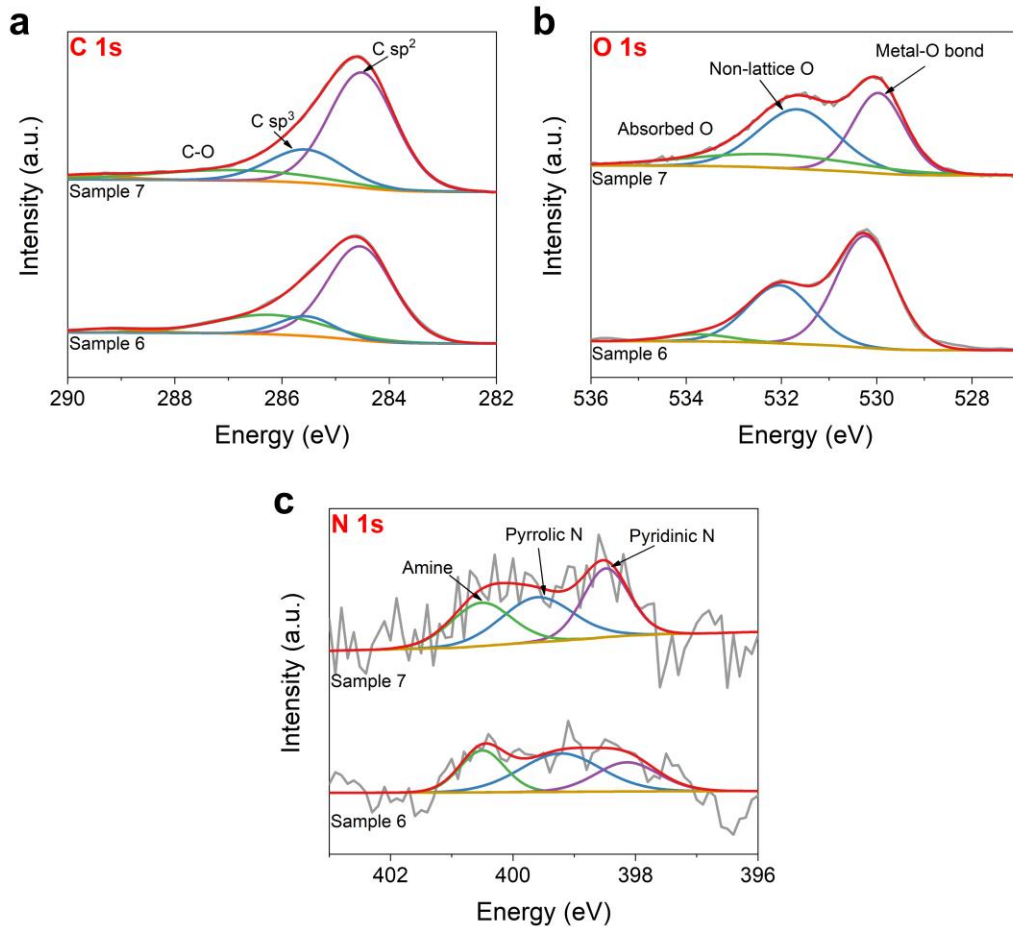 a
C 1s
C sp²
C sp³
C-O
Sample 7
Sample 6
Intensity (a.u.)
290 288 286 284 282
Energy (eV)
b
O 1s
Metal-O bond
Non-lattice O
Absorbed O
Sample 7
Sample 6
Intensity (a.u.)
536 534 532 530 528
Energy (eV)
c
N 1s
Pyrrolic N
Pyridinic N
Amine
Sample 7
Sample 6
Intensity (a.u.)
402 400 398 396
Energy (eV)